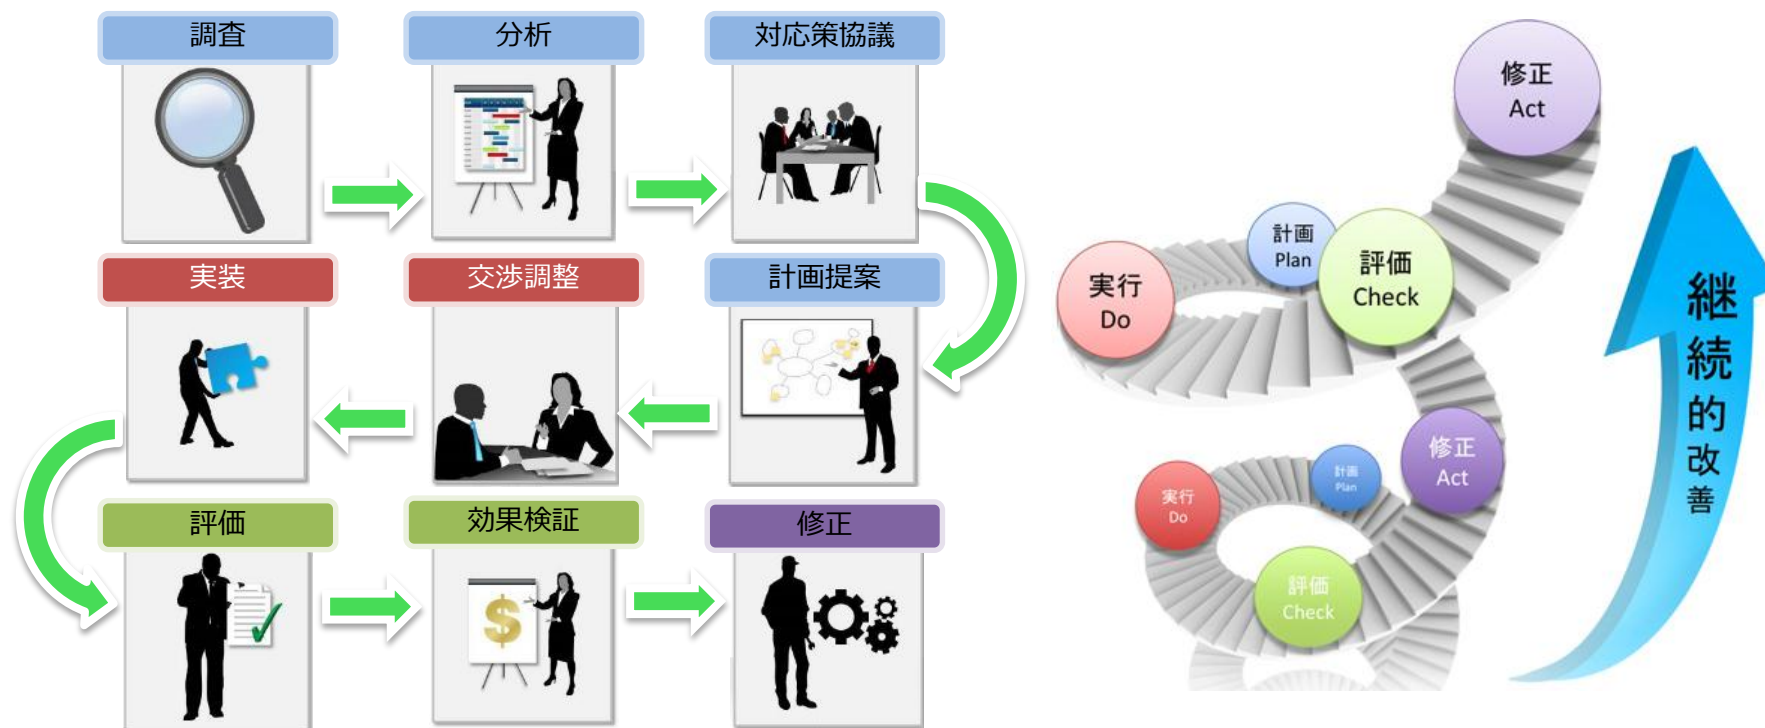 調査
分析
対応策協議
実装
交渉調整
計画提案
評価
効果検証
修正
修正
Act
計画
Plan
評価
Check
実行
Do
修正
Act
計画
Plan
実行
Do
評価
Check
継続的改善